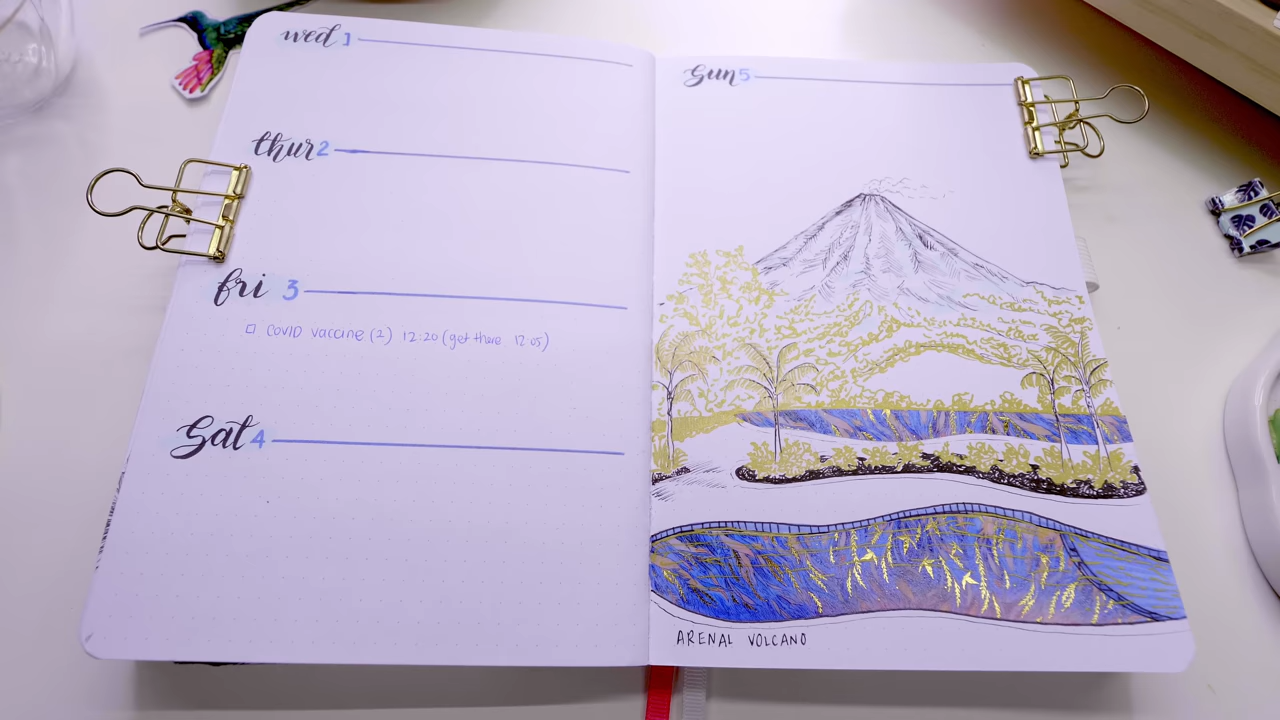 wed 1
thur 2
fri 3
covid vaccine (2) 12:20 (get there 12:05)
Sat 4
Sun 5
ARENAL VOLCANO